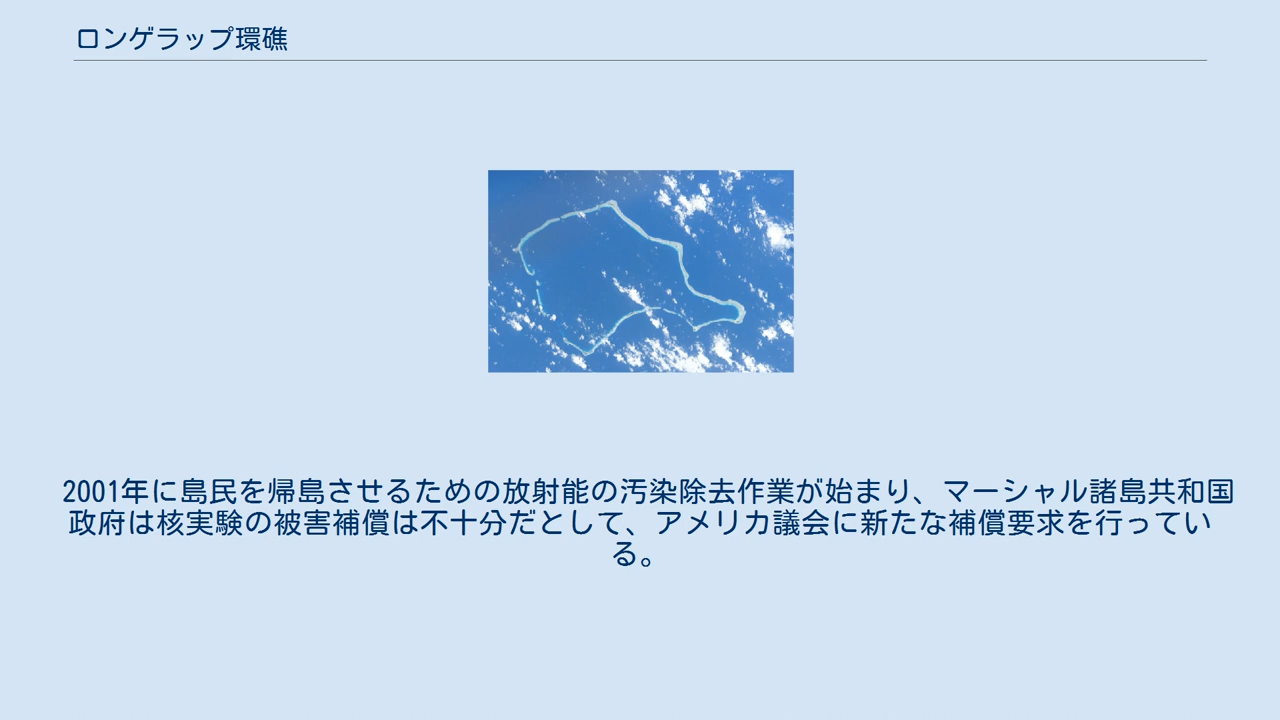 ロンゲラップ環礁
2001年に島民を帰島させるための放射能の汚染除去作業が始まり、マーシャル諸島共和国
政府は核実験の被害補償は不十分だとして、アメリカ議会に新たな補償要求を行ってい
る。